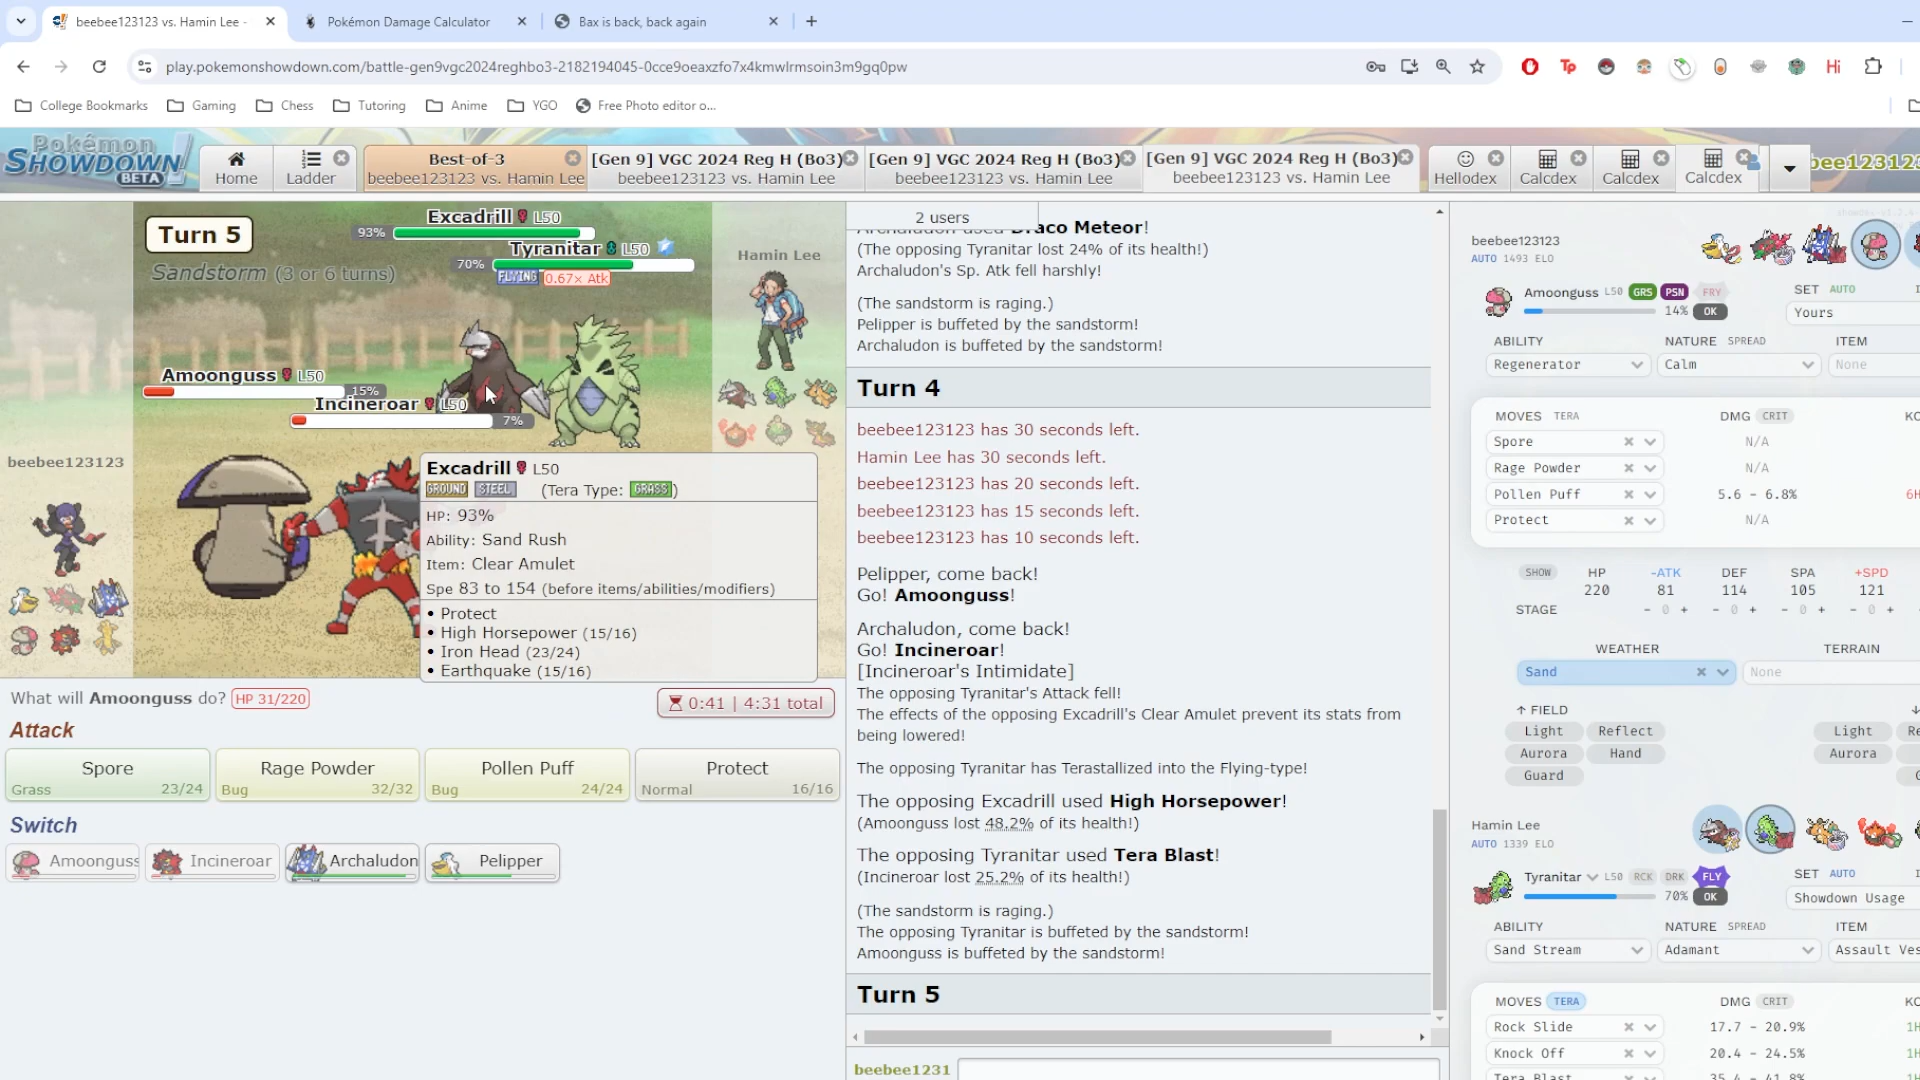 beebee123123 vs. Hamin Lee -
Pokémon Damage Calculator
Bax is back, back again
play.pokemonshowdown.com/battle-gen9vgc2024reghbo3-2182194045-0cce9oeaxzfo7x4kmwlrmsoin3m9gq0pw
College Bookmarks
Gaming
Chess
Tutoring
Anime
YGO
Free Photo editor o...
Pokémon
SHOWDOWN!
BETA
Home
Ladder
Best-of-3
beebee123123 vs. Hamin Lee
[Gen 9] VGC 2024 Reg H (Bo3)
beebee123123 vs. Hamin Lee
[Gen 9] VGC 2024 Reg H (Bo3)
beebee123123 vs. Hamin Lee
[Gen 9] VGC 2024 Reg H (Bo3)
beebee123123 vs. Hamin Lee
Hellodex
Calcdex
Calcdex
Calcdex
Turn 5
Sandstorm (3 or 6 turns)
Excadrill L50
93%
Tyranitar L50
70%
FLYING 0.67× Atk
Hamin Lee
Amoonguss L50
15%
Incineroar L50
7%
beebee123123
Excadrill L50
GROUND STEEL (Tera Type: GRASS)
HP: 93%
Ability: Sand Rush
Item: Clear Amulet
Spe 83 to 154 (before items/abilities/modifiers)
• Protect
• High Horsepower (15/16)
• Iron Head (23/24)
• Earthquake (15/16)
What will Amoonguss do? HP 31/220
0:41 | 4:31 total
Attack
Spore
Grass 23/24
Rage Powder
Bug 32/32
Pollen Puff
Bug 24/24
Protect
Normal 16/16
Switch
Amoonguss
Incineroar
Archaludon
Pelipper
2 users
Archaludon used Draco Meteor!
(The opposing Tyranitar lost 24% of its health!)
Archaludon's Sp. Atk fell harshly!
(The sandstorm is raging.)
Pelipper is buffeted by the sandstorm!
Archaludon is buffeted by the sandstorm!
Turn 4
beebee123123 has 30 seconds left.
Hamin Lee has 30 seconds left.
beebee123123 has 20 seconds left.
beebee123123 has 15 seconds left.
beebee123123 has 10 seconds left.
Pelipper, come back!
Go! Amoonguss!
Archaludon, come back!
Go! Incineroar!
[Incineroar's Intimidate]
The opposing Tyranitar's Attack fell!
The effects of the opposing Excadrill's Clear Amulet prevent its stats from
being lowered!
The opposing Tyranitar has Terastallized into the Flying-type!
The opposing Excadrill used High Horsepower!
(Amoonguss lost 48.2% of its health!)
The opposing Tyranitar used Tera Blast!
(Incineroar lost 25.2% of its health!)
(The sandstorm is raging.)
The opposing Tyranitar is buffeted by the sandstorm!
Amoonguss is buffeted by the sandstorm!
Turn 5
beebee1231
beebee123123
AUTO 1493 ELO
Amoonguss L50 GRS PSN FRY
14% OK
SET AUTO
Yours
ABILITY
NATURE SPREAD
ITEM
Regenerator
Calm
None
MOVES TERA
DMG CRIT
Spore
N/A
Rage Powder
N/A
Pollen Puff
5.6 - 6.8%
Protect
N/A
SHOW
HP -ATK DEF SPA +SPD
220 81 114 105 121
STAGE
- 0 + - 0 + - 0 + - 0 +
WEATHER
TERRAIN
Sand
None
↑ FIELD
Light
Reflect
Light
Aurora
Hand
Aurora
Guard
Hamin Lee
AUTO 1339 ELO
Tyranitar L50 RCK DRK FLY
70% OK
SET AUTO
Showdown Usage
ABILITY
NATURE SPREAD
ITEM
Sand Stream
Adamant
Assault Ves
MOVES TERA
DMG CRIT
Rock Slide
17.7 - 20.9%
Knock Off
20.4 - 24.5%
Tera Blast
35.4 - 41.8%